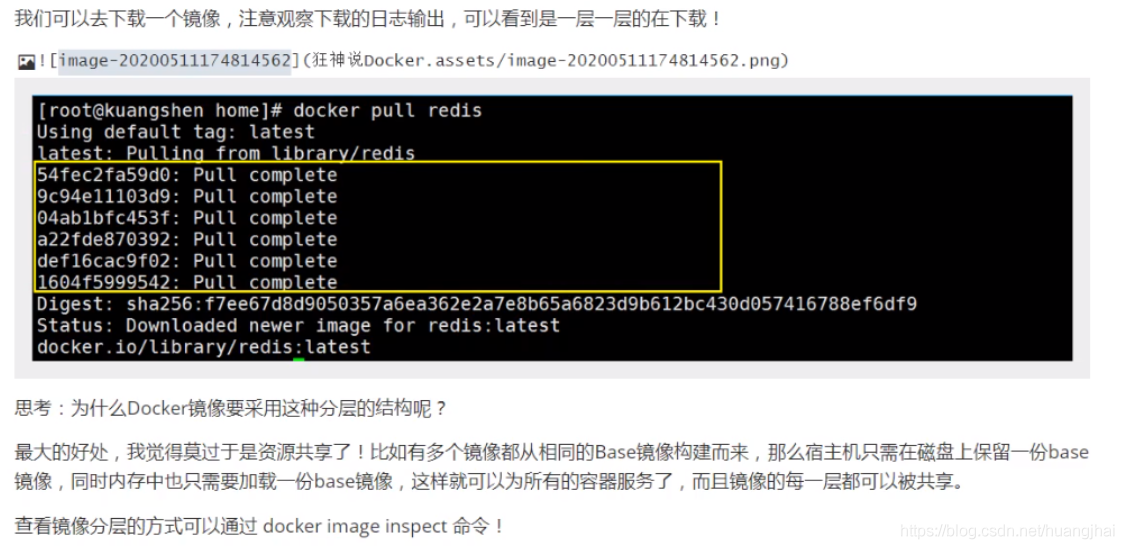 我们可以去下载一个镜像，注意观察下载的日志输出，可以看到是一层一层的在下载！
![image-20200511174814562](狂神说Docker.assets/image-20200511174814562.png)
[root@kuangshen home]# docker pull redis
Using default tag: latest
latest: Pulling from library/redis
54fec2fa59d0: Pull complete
9c94e11103d9: Pull complete
04ab1bfc453f: Pull complete
a22fde870392: Pull complete
def16cac9f02: Pull complete
1604f5999542: Pull complete
Digest: sha256:f7ee67d8d9050357a6ea362e2a7e8b65a6823d9b612bc430d057416788ef6df9
Status: Downloaded newer image for redis:latest
docker.io/library/redis:latest
思考：为什么Docker镜像要采用这种分层的结构呢？
最大的好处，我觉得莫过于是资源共享了！比如有多个镜像都从相同的Base镜像构建而来，那么宿主机只需在磁盘上保留一份base
镜像，同时内存中也只需要加载一份base镜像，这样就可以为所有的容器服务了，而且镜像的每一层都可以被共享。
查看镜像分层的方式可以通过 docker image inspect 命令！
https://blog.csdn.net/huangjhai